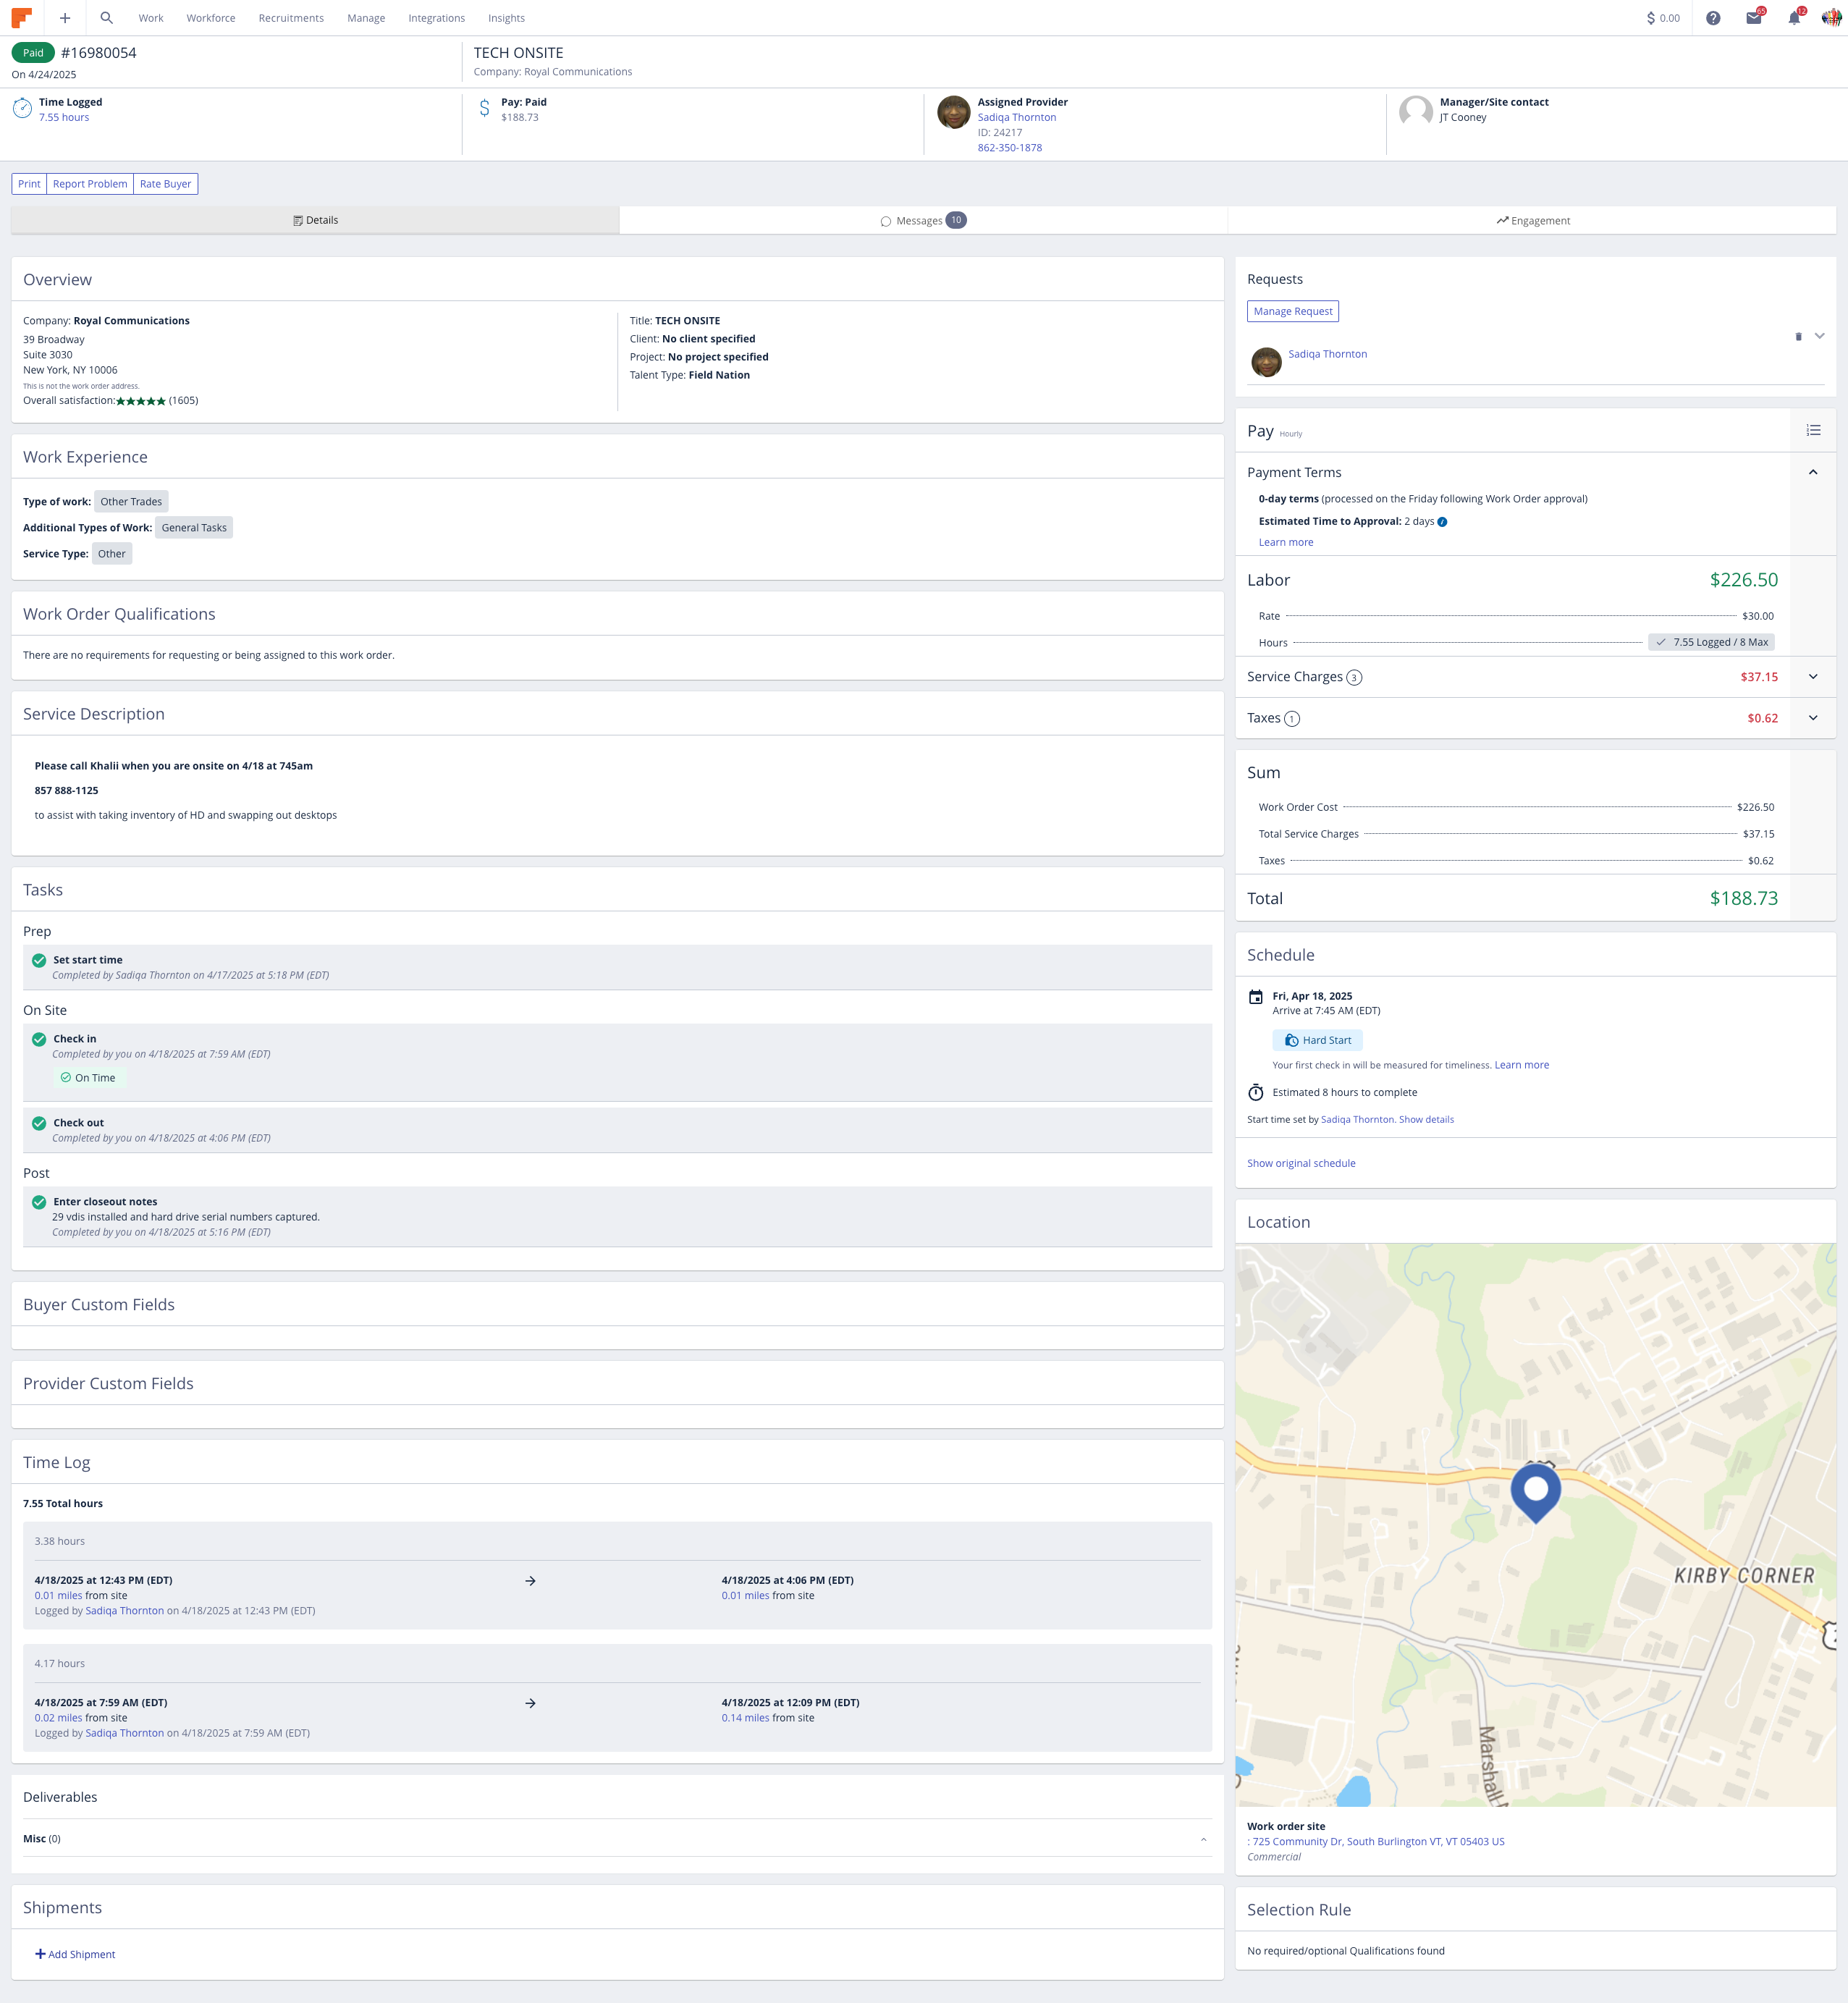 Work Workforce Recruitments Manage Integrations Insights
$ 0.00 65 12
Paid #16980054
On 4/24/2025
TECH ONSITE
Company: Royal Communications
Time Logged
7.55 hours
Pay: Paid
$188.73
Assigned Provider
Sadiqa Thornton
ID: 24217
862-350-1878
Manager/Site contact
JT Cooney
Print Report Problem Rate Buyer
Details
Messages 10
Engagement
Overview
Company: Royal Communications
39 Broadway
Suite 3030
New York, NY 10006
This is not the work order address.
Overall satisfaction:★★★★★ (1605)
Title: TECH ONSITE
Client: No client specified
Project: No project specified
Talent Type: Field Nation
Work Experience
Type of work: Other Trades
Additional Types of Work: General Tasks
Service Type: Other
Work Order Qualifications
There are no requirements for requesting or being assigned to this work order.
Service Description
Please call Khalii when you are onsite on 4/18 at 745am
857 888-1125
to assist with taking inventory of HD and swapping out desktops
Tasks
Prep
Set start time
Completed by Sadiqa Thornton on 4/17/2025 at 5:18 PM (EDT)
On Site
Check in
Completed by you on 4/18/2025 at 7:59 AM (EDT)
On Time
Check out
Completed by you on 4/18/2025 at 4:06 PM (EDT)
Post
Enter closeout notes
29 vdis installed and hard drive serial numbers captured.
Completed by you on 4/18/2025 at 5:16 PM (EDT)
Buyer Custom Fields
Provider Custom Fields
Time Log
7.55 Total hours
3.38 hours
4/18/2025 at 12:43 PM (EDT) → 4/18/2025 at 4:06 PM (EDT)
0.01 miles from site 0.01 miles from site
Logged by Sadiqa Thornton on 4/18/2025 at 12:43 PM (EDT)
4.17 hours
4/18/2025 at 7:59 AM (EDT) → 4/18/2025 at 12:09 PM (EDT)
0.02 miles from site 0.14 miles from site
Logged by Sadiqa Thornton on 4/18/2025 at 7:59 AM (EDT)
Deliverables
Misc (0)
Shipments
+ Add Shipment
Requests
Manage Request
Sadiqa Thornton
Pay Hourly
Payment Terms
0-day terms (processed on the Friday following Work Order approval)
Estimated Time to Approval: 2 days
Learn more
Labor $226.50
Rate $30.00
Hours 7.55 Logged / 8 Max
Service Charges 3 $37.15
Taxes 1 $0.62
Sum
Work Order Cost $226.50
Total Service Charges $37.15
Taxes $0.62
Total $188.73
Schedule
Fri, Apr 18, 2025
Arrive at 7:45 AM (EDT)
Hard Start
Your first check in will be measured for timeliness. Learn more
Estimated 8 hours to complete
Start time set by Sadiqa Thornton. Show details
Show original schedule
Location
KIRBY CORNER
Marshall
Work order site
: 725 Community Dr, South Burlington VT, VT 05403 US
Commercial
Selection Rule
No required/optional Qualifications found